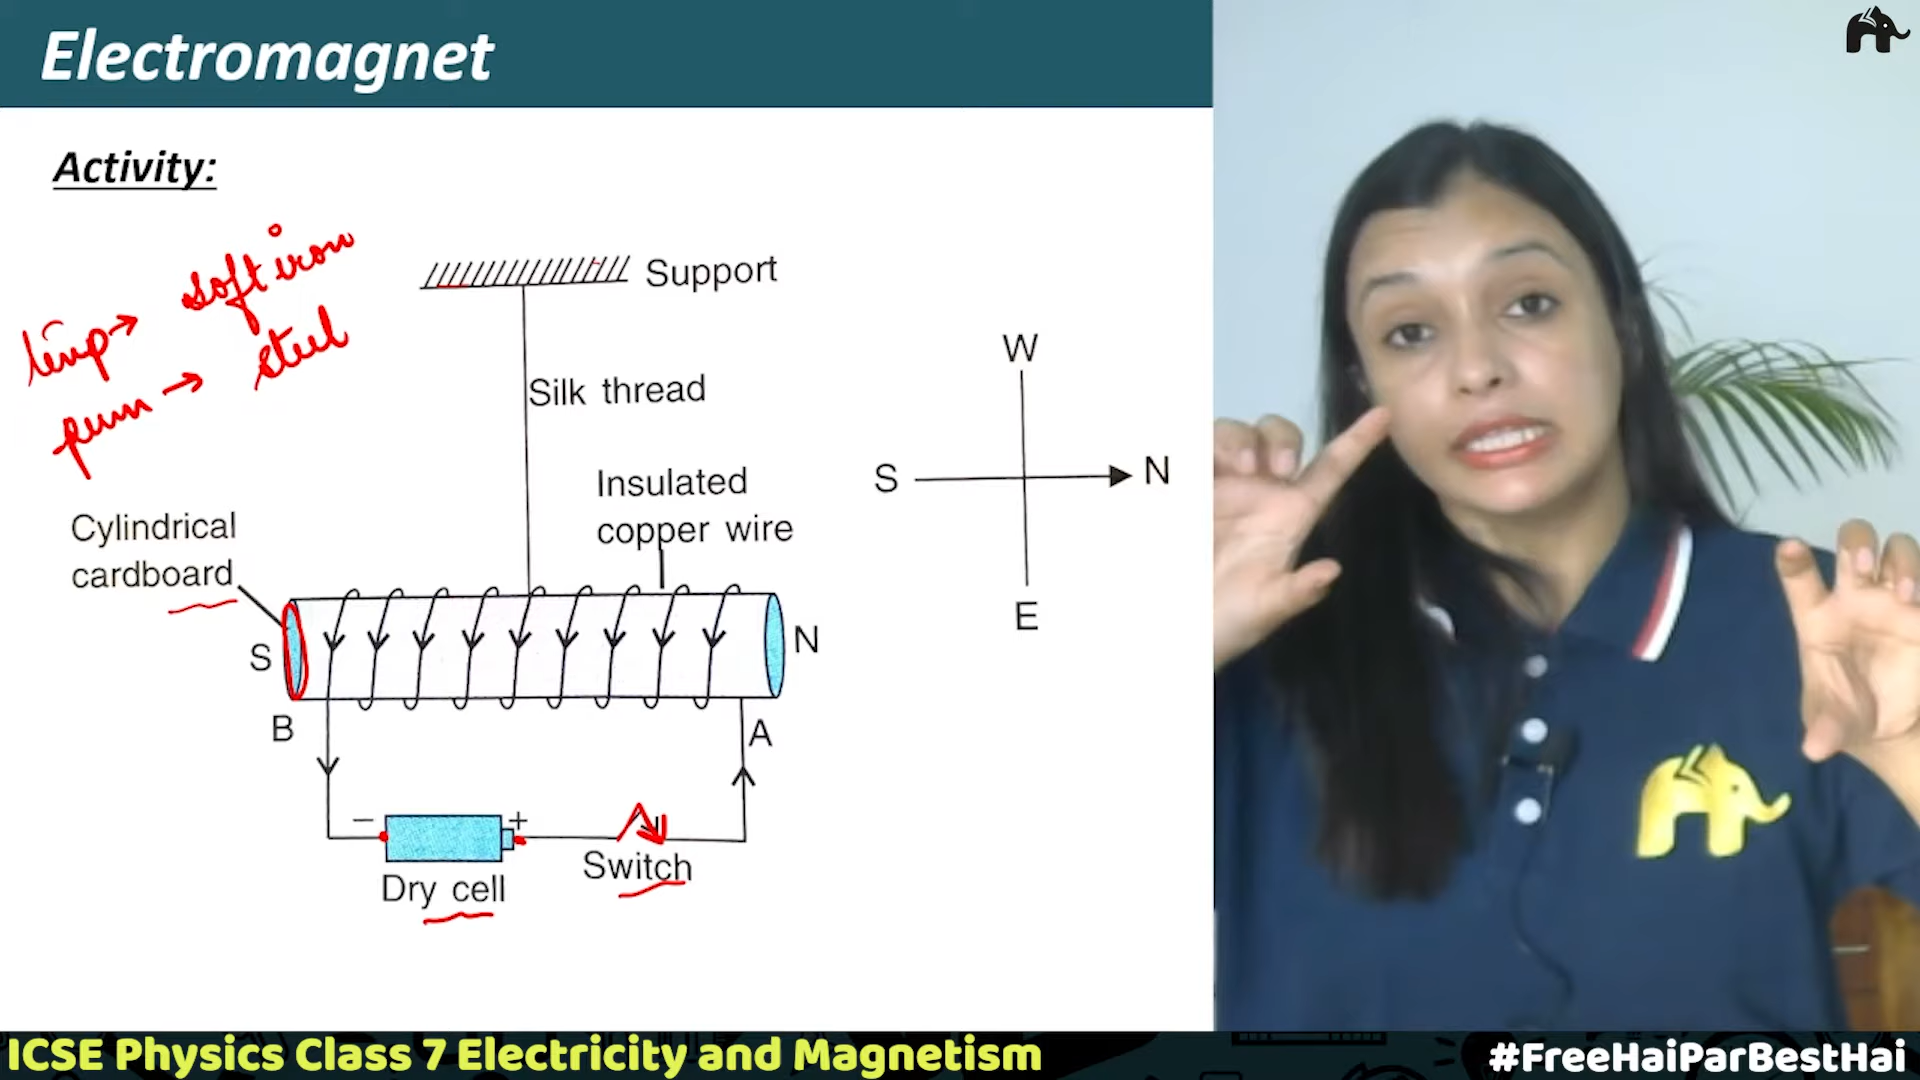 Electromagnet
Activity:
temp → soft iron
perm → steel
Support
Silk thread
W
S N
E
Insulated
copper wire
Cylindrical
cardboard
S N
B A
− +
Switch
Dry cell
ICSE Physics Class 7 Electricity and Magnetism
#FreeHaiParBestHai